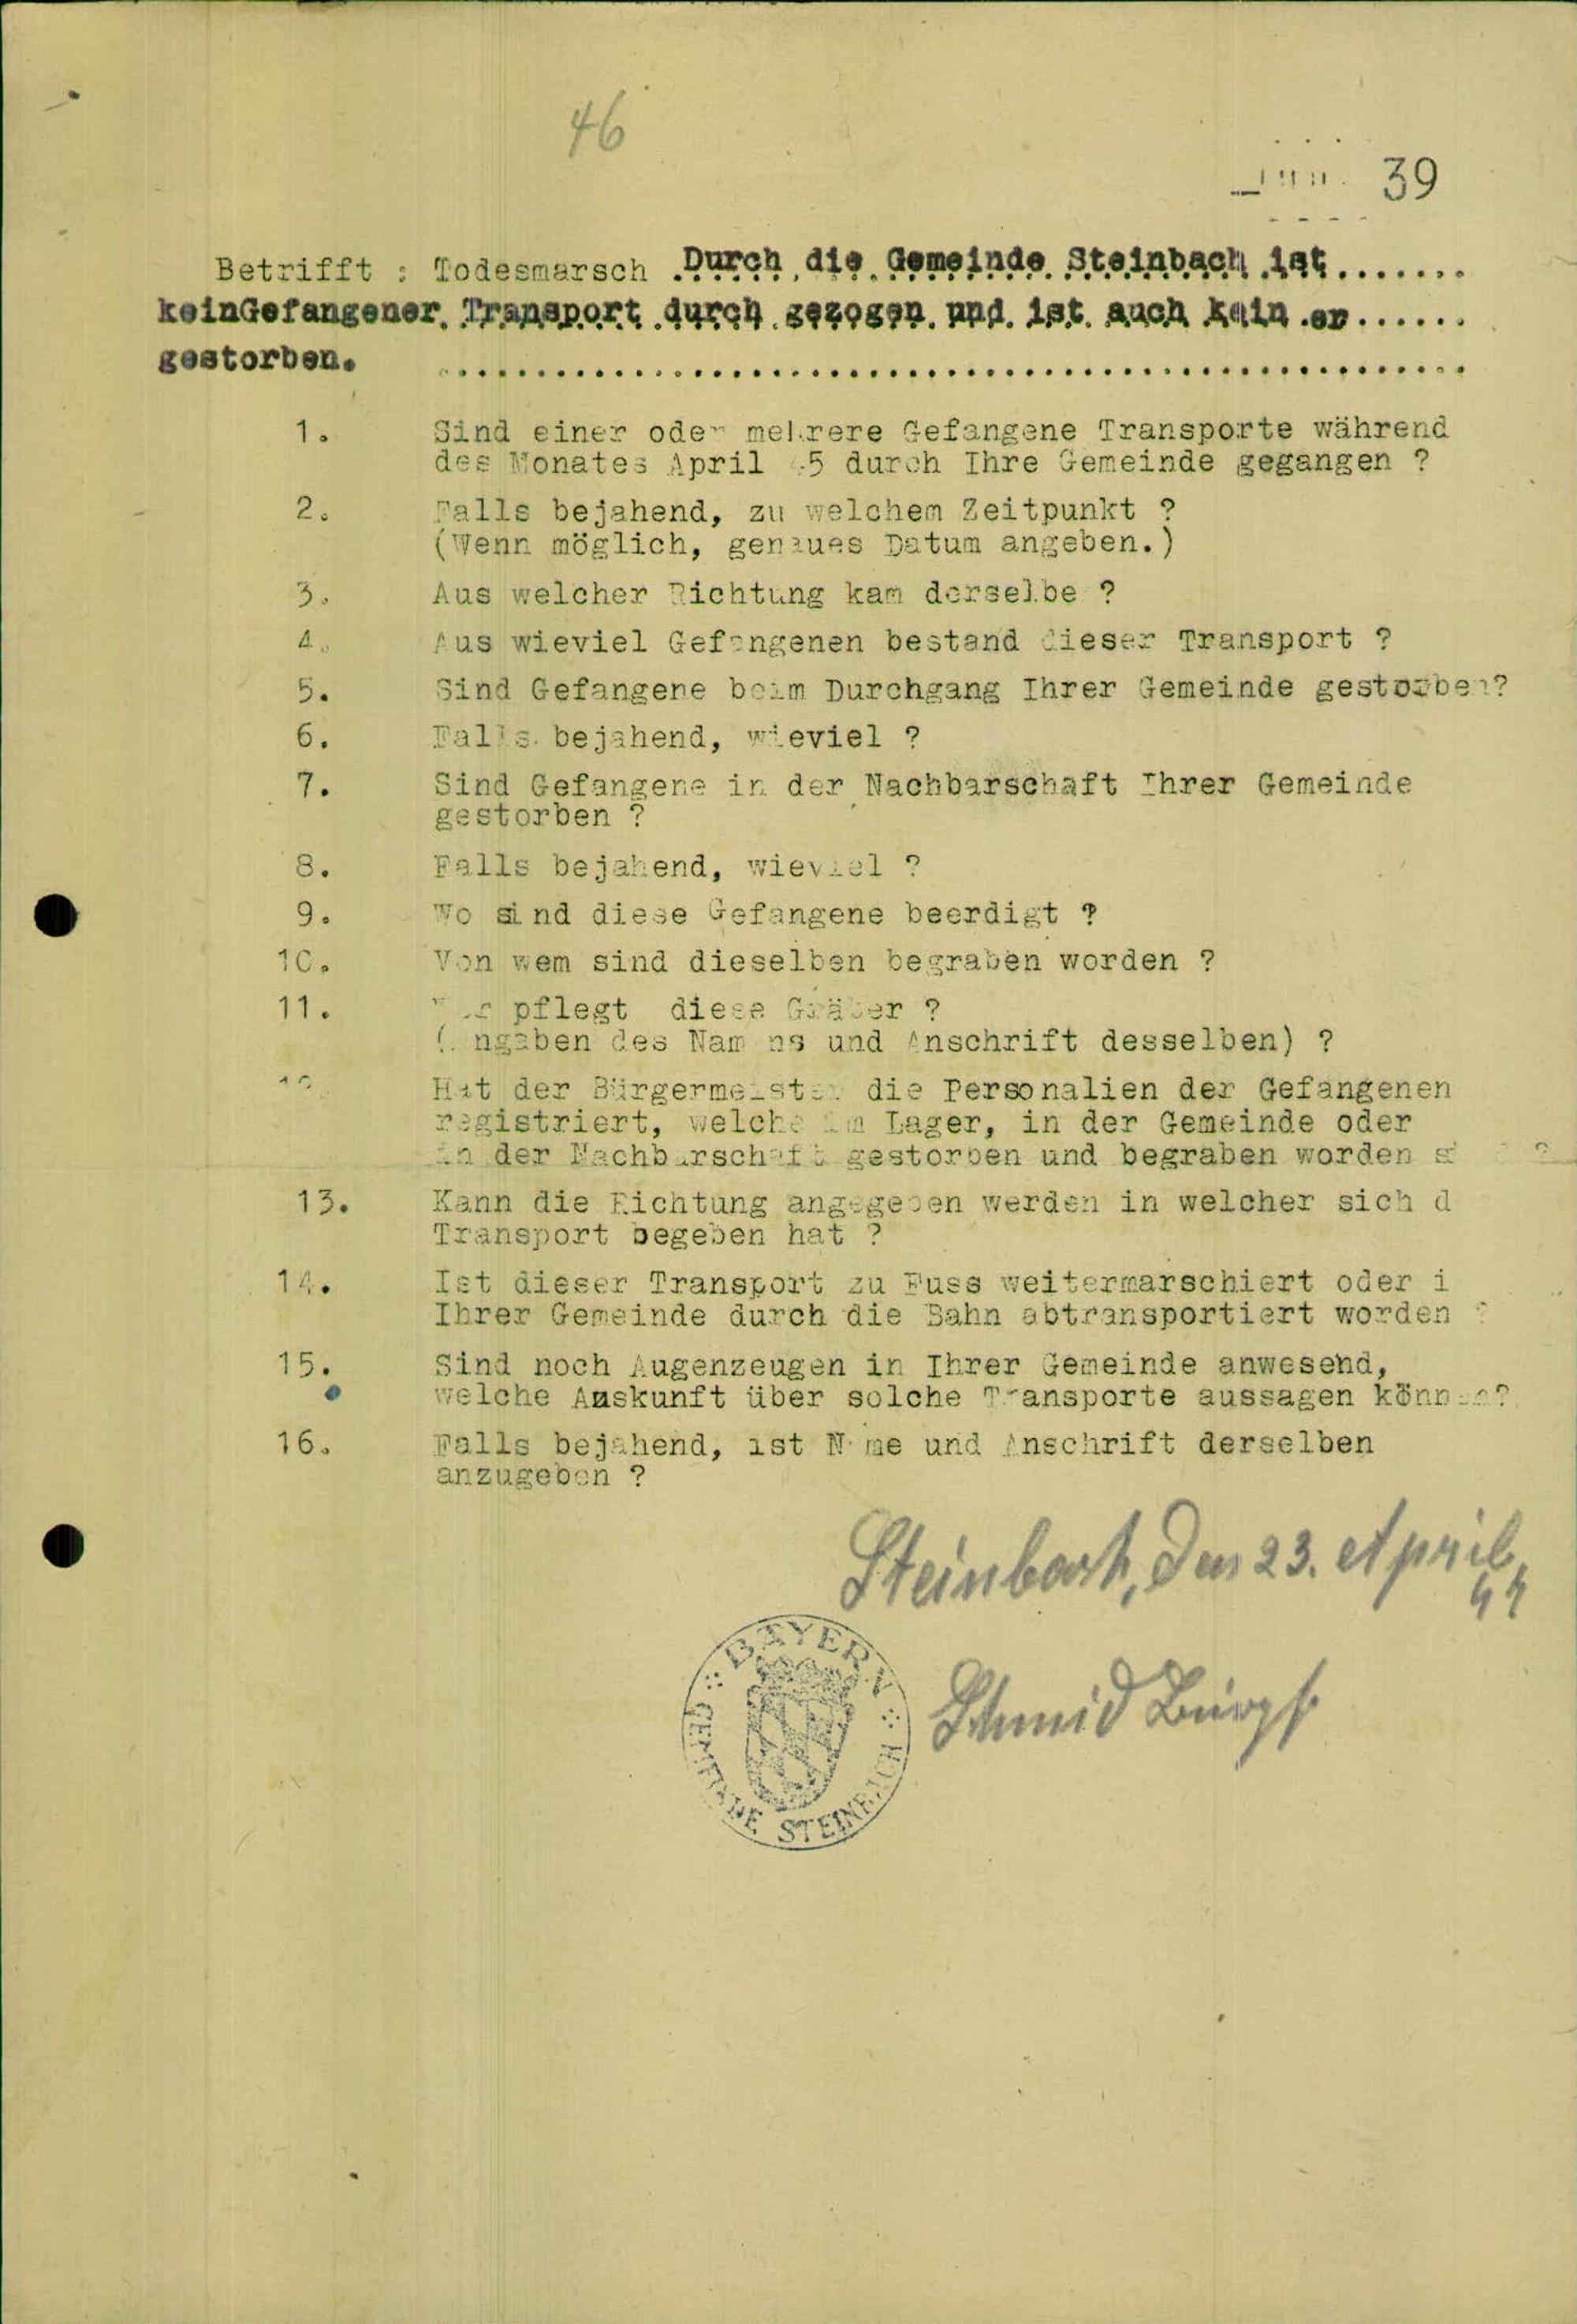 46
39
Betrifft : Todesmarsch Durch die Gemeinde Steinbach ist.......
keinGefangener Transport durch gezogen und ist auch kein er......
gestorben. ....................................................
1. Sind einer oder mehrere Gefangene Transporte während
des Monates April 45 durch Ihre Gemeinde gegangen ?
2. Falls bejahend, zu welchem Zeitpunkt ?
(Wenn möglich, genaues Datum angeben.)
3. Aus welcher Richtung kam derselbe ?
4. Aus wieviel Gefangenen bestand dieser Transport ?
5. Sind Gefangene beim Durchgang Ihrer Gemeinde gestorben?
6. Falls bejahend, wieviel ?
7. Sind Gefangene in der Nachbarschaft Ihrer Gemeinde
gestorben ?
8. Falls bejahend, wieviel ?
9. Wo sind diese Gefangene beerdigt ?
10. Von wem sind dieselben begraben worden ?
11. Wer pflegt diese Gräber ?
(Angaben des Namens und Anschrift desselben) ?
12. Hat der Bürgermeister die Personalien der Gefangenen
registriert, welche im Lager, in der Gemeinde oder
in der Nachbarschaft gestorben und begraben worden ?
13. Kann die Richtung angegeben werden in welcher sich d
Transport begeben hat ?
14. Ist dieser Transport zu Fuss weitermarschiert oder i
Ihrer Gemeinde durch die Bahn abtransportiert worden ?
15. Sind noch Augenzeugen in Ihrer Gemeinde anwesend,
welche Auskunft über solche Transporte aussagen können?
16. Falls bejahend, ist Name und Anschrift derselben
anzugeben ?
Steinbach, den 23. April
47
BAYERN
GEMEINDE STEINBACH
Schmid Bürgf